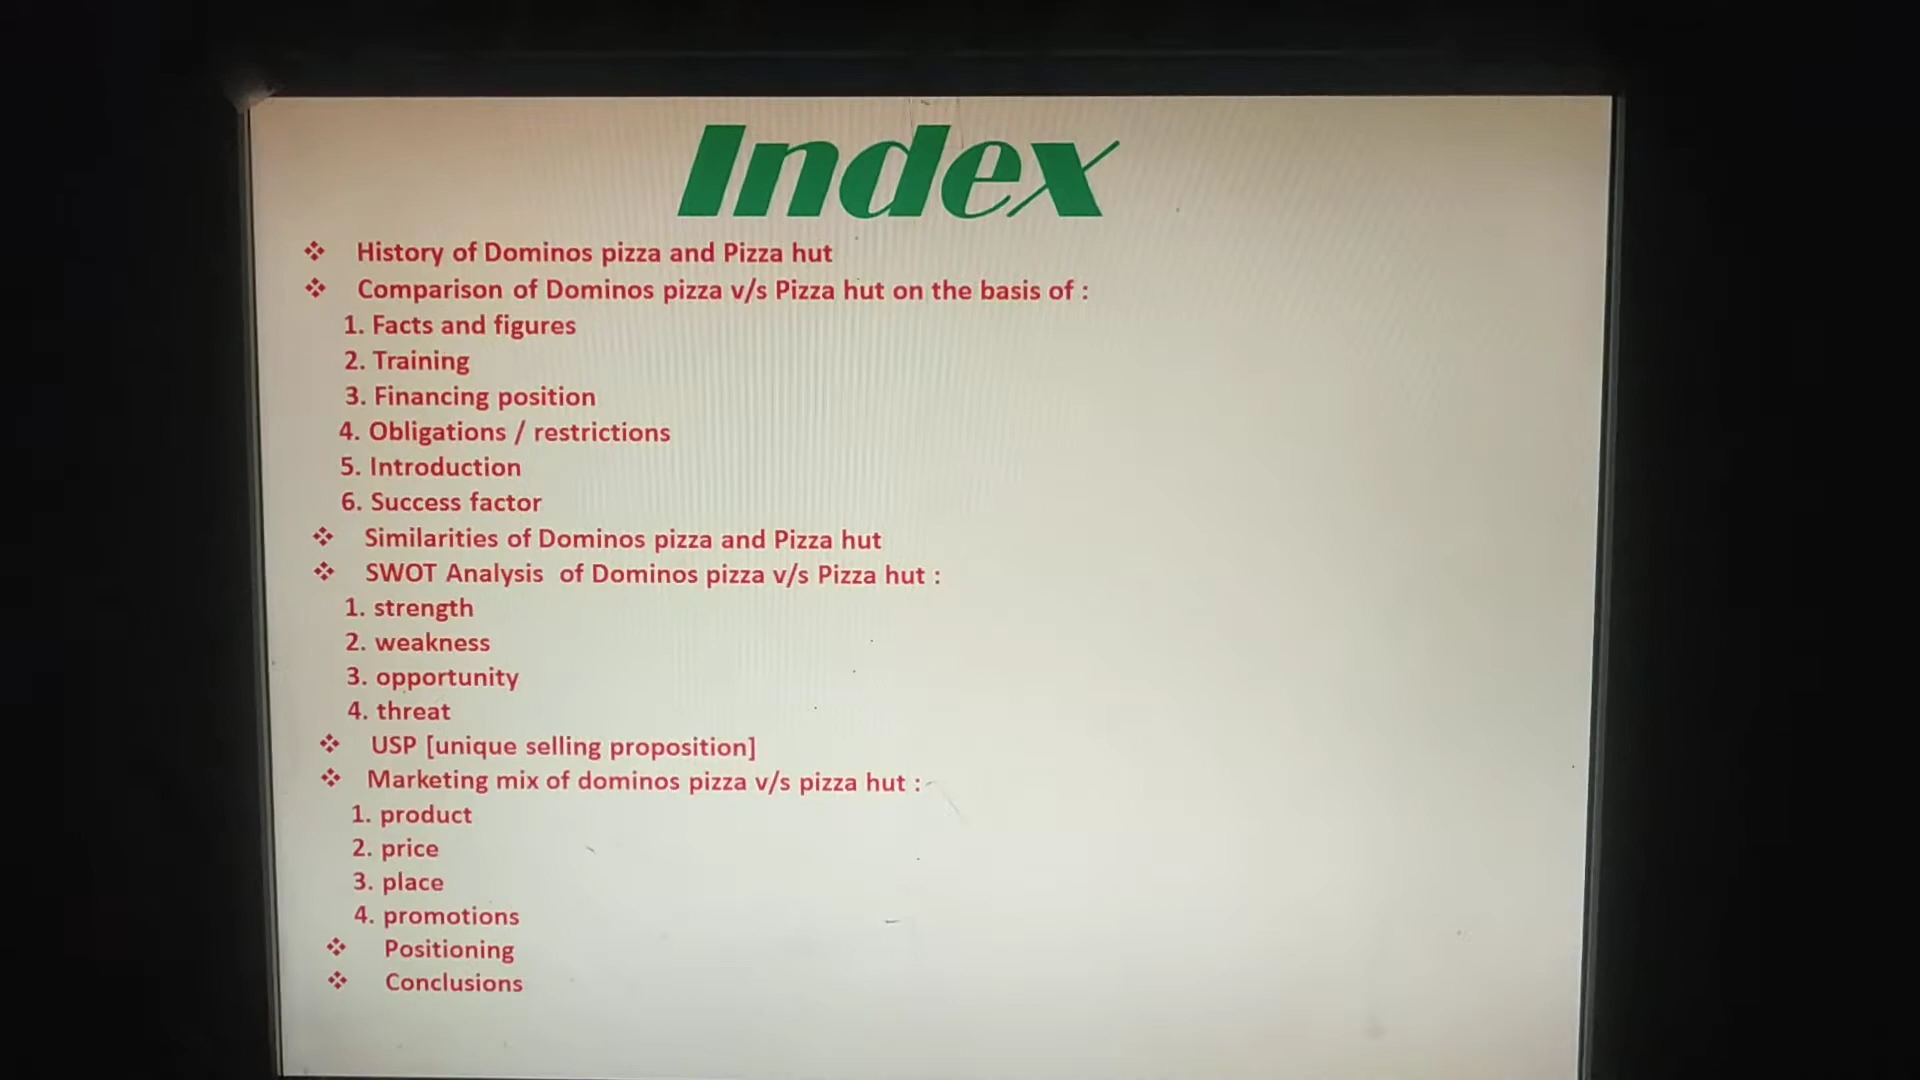 Index
❖ History of Dominos pizza and Pizza hut
❖ Comparison of Dominos pizza v/s Pizza hut on the basis of :
1. Facts and figures
2. Training
3. Financing position
4. Obligations / restrictions
5. Introduction
6. Success factor
❖ Similarities of Dominos pizza and Pizza hut
❖ SWOT Analysis of Dominos pizza v/s Pizza hut :
1. strength
2. weakness
3. opportunity
4. threat
❖ USP [unique selling proposition]
❖ Marketing mix of dominos pizza v/s pizza hut :
1. product
2. price
3. place
4. promotions
❖ Positioning
❖ Conclusions